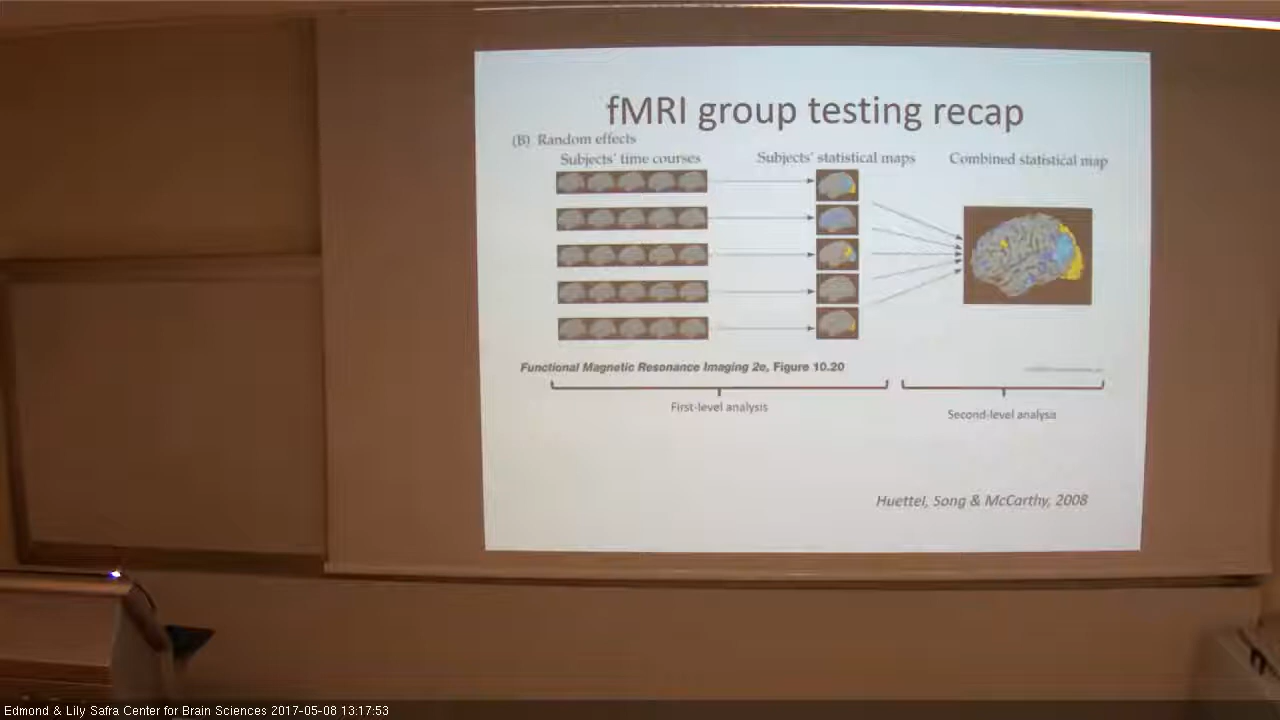 fMRI group testing recap
(B) Random effects
Subjects' time courses
Subjects' statistical maps
Combined statistical map
Functional Magnetic Resonance Imaging 2e, Figure 10.20
First-level analysis
Second-level analysis
Huettel, Song & McCarthy, 2008
Edmond & Lily Safra Center for Brain Sciences 2017-05-08 13:17:53